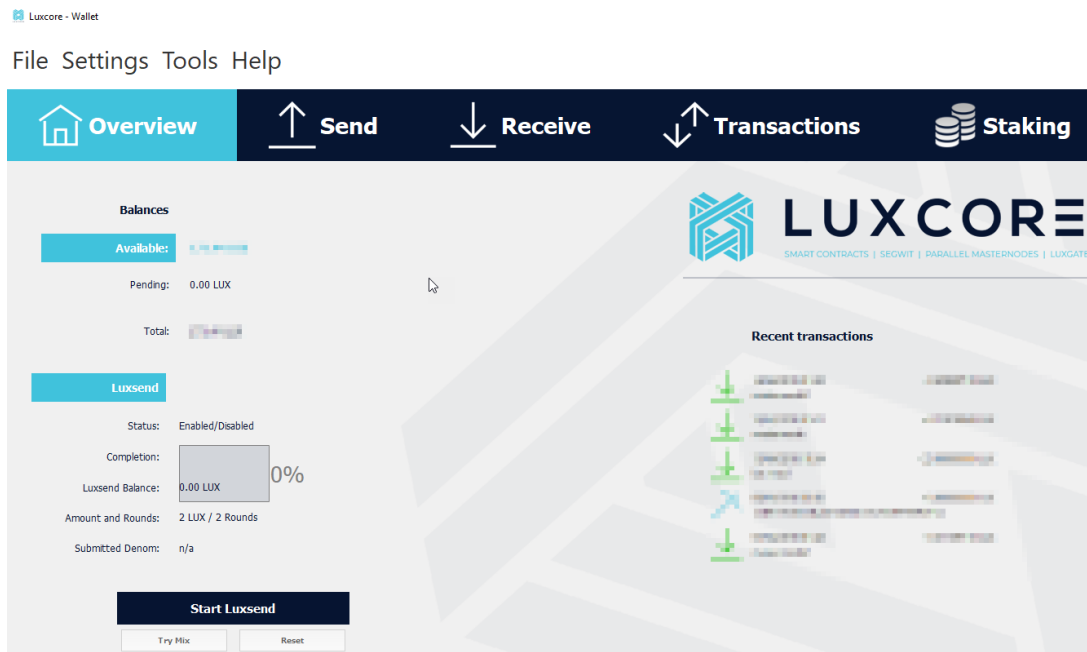 Luxcore - Wallet
File Settings Tools Help
Overview Send Receive Transactions Staking
Balances
Available:
Pending: 0.00 LUX
Total:
Luxsend
Status: Enabled/Disabled
Completion: 0%
Luxsend Balance: 0.00 LUX
Amount and Rounds: 2 LUX / 2 Rounds
Submitted Denom: n/a
Start Luxsend
Try Mix Reset
LUXCORE
SMART CONTRACTS | SEGWIT | PARALLEL MASTERNODES | LUXGATE
Recent transactions